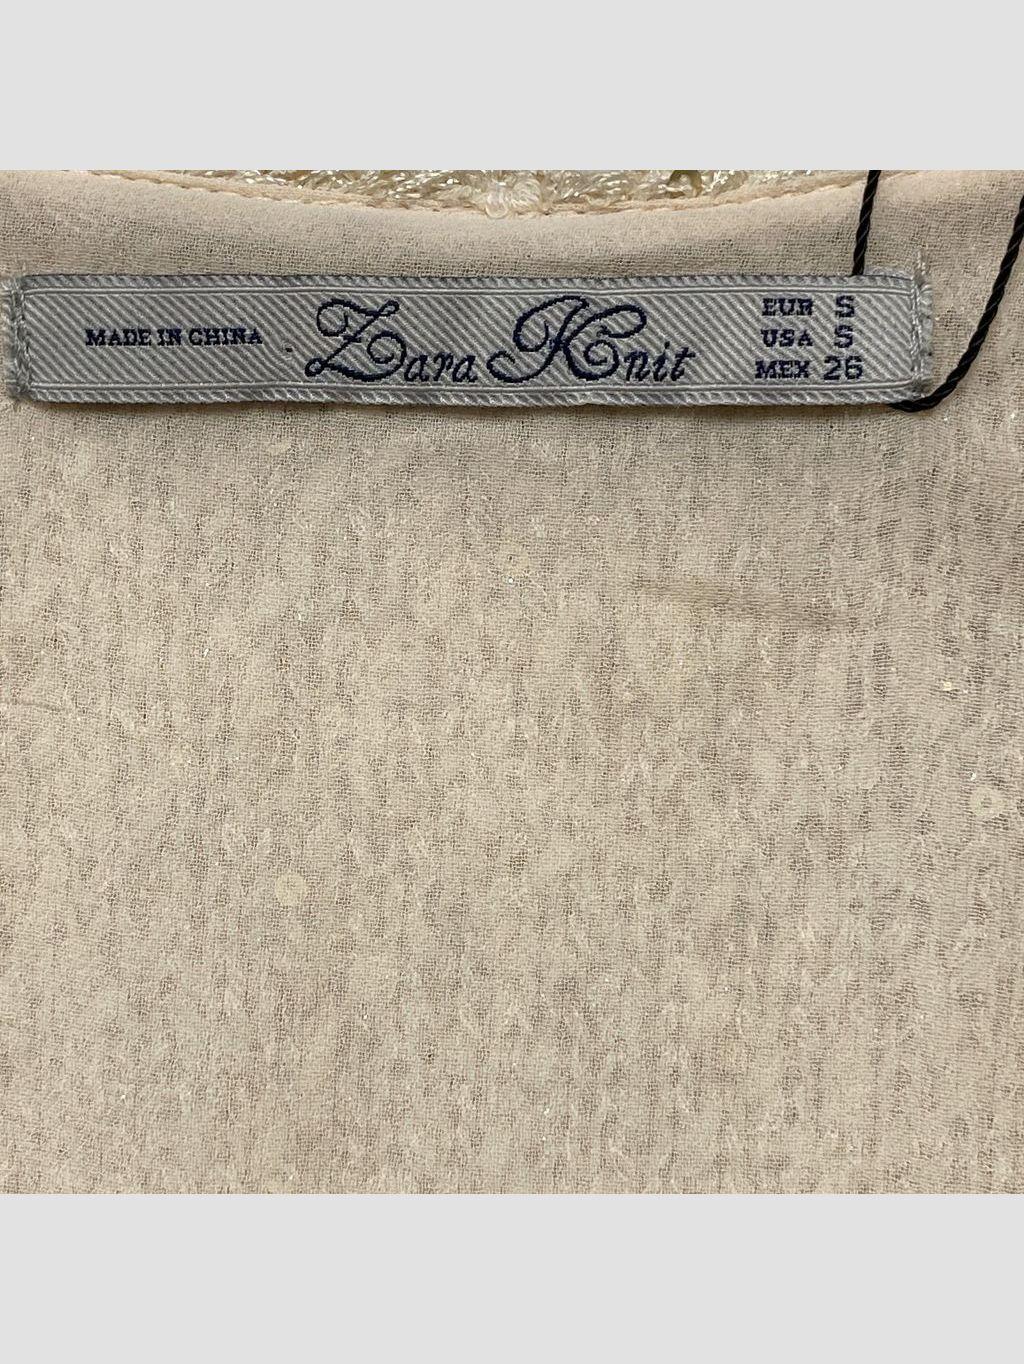 MADE IN CHINA
Zara Knit
EUR S
USA S
MEX 26